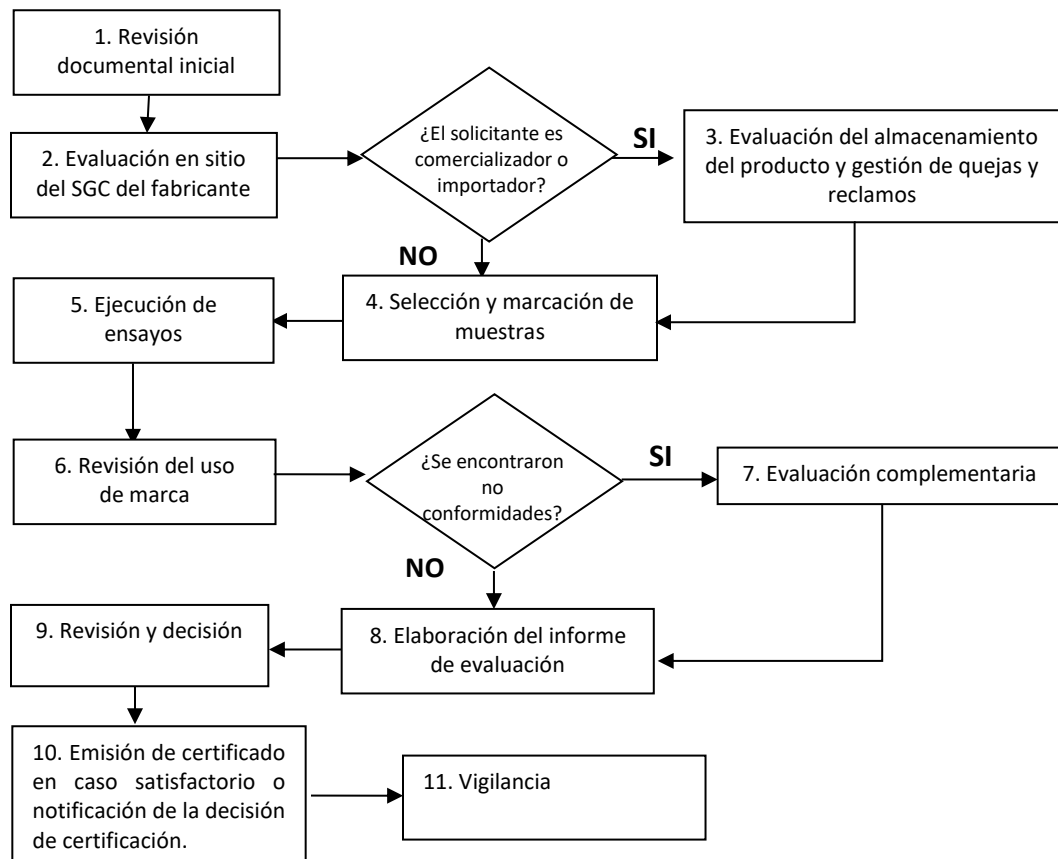 1. Revisión
documental inicial
2. Evaluación en sitio
del SGC del fabricante
¿El solicitante es
comercializador o
importador?
SI
3. Evaluación del almacenamiento
del producto y gestión de quejas y
reclamos
NO
4. Selección y marcación de
muestras
5. Ejecución de
ensayos
6. Revisión del uso
de marca
¿Se encontraron
no
conformidades?
SI
7. Evaluación complementaria
NO
8. Elaboración del informe
de evaluación
9. Revisión y decisión
10. Emisión de certificado
en caso satisfactorio o
notificación de la decisión
de certificación.
11. Vigilancia